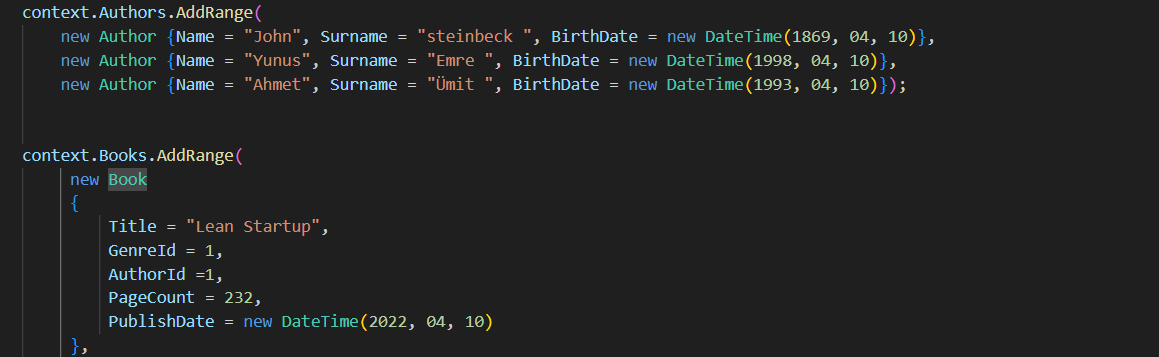 context.Authors.AddRange(
new Author {Name = "John", Surname = "steinbeck ", BirthDate = new DateTime(1869, 04, 10)},
new Author {Name = "Yunus", Surname = "Emre ", BirthDate = new DateTime(1998, 04, 10)},
new Author {Name = "Ahmet", Surname = "Ümit ", BirthDate = new DateTime(1993, 04, 10)});
context.Books.AddRange(
new Book
{
Title = "Lean Startup",
GenreId = 1,
AuthorId =1,
PageCount = 232,
PublishDate = new DateTime(2022, 04, 10)
},